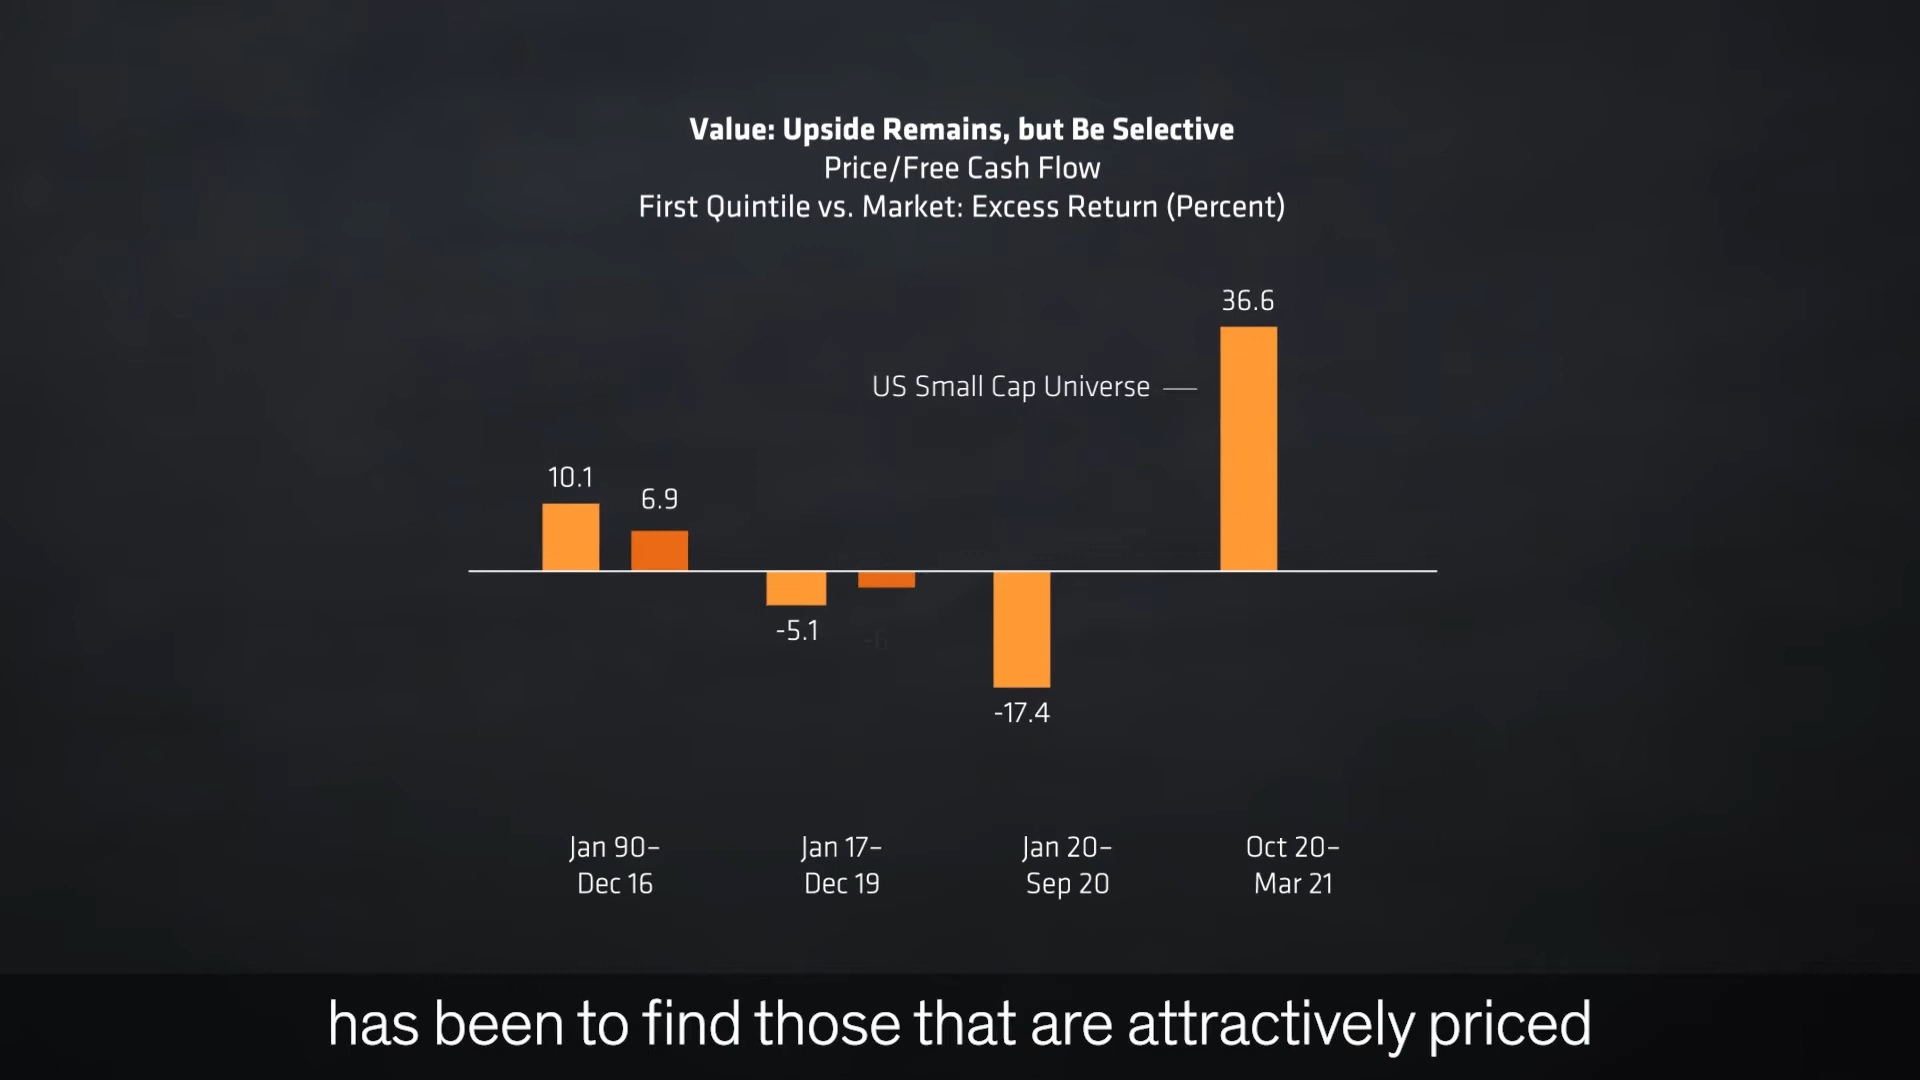 Value: Upside Remains, but Be Selective
Price/Free Cash Flow
First Quintile vs. Market: Excess Return (Percent)
36.6
US Small Cap Universe
10.1
6.9
-5.1
-17.4
Jan 90–
Dec 16
Jan 17–
Dec 19
Jan 20–
Sep 20
Oct 20–
Mar 21
has been to find those that are attractively priced